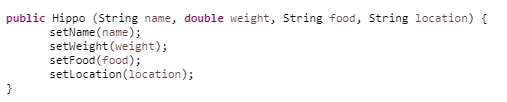 public Hippo (String name, double weight, String food, String location) {
setName(name);
setWeight(weight);
setFood(food);
setLocation(location);
}